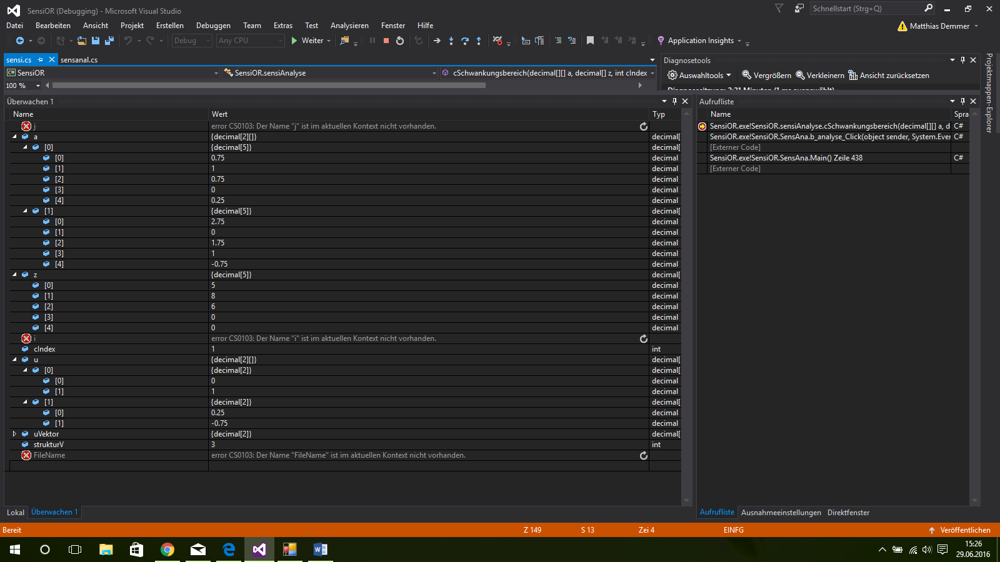 SensiOR (Debugging) - Microsoft Visual Studio
Schnellstart (Strg+Q)
Datei Bearbeiten Ansicht Projekt Erstellen Debuggen Team Extras Test Analysieren Fenster Hilfe
Matthias Demmer
Debug Any CPU Weiter Application Insights
sensi.cs sensanal.cs
Diagnosetools
C# SensiOR SensiOR.sensiAnalyse cSchwankungsbereich(decimal[][] a, decimal[] z, int cIndex
Auswahltools Vergrößern Verkleinern Ansicht zurücksetzen
100 %
Diagnosesitzung: 2:21 Minuten (1 ms ausgewählt)
Projektmappen-Explorer
Überwachen 1
Name Wert Typ
j error CS0103: Der Name "j" ist im aktuellen Kontext nicht vorhanden.
a {decimal[2][]} decimal[
[0] {decimal[5]} decimal[
[0] 0.75 decimal
[1] 1 decimal
[2] 0.75 decimal
[3] 0 decimal
[4] 0.25 decimal
[1] {decimal[5]} decimal[
[0] 2.75 decimal
[1] 0 decimal
[2] 1.75 decimal
[3] 1 decimal
[4] -0.75 decimal
z {decimal[5]} decimal[
[0] 5 decimal
[1] 8 decimal
[2] 6 decimal
[3] 0 decimal
[4] 0 decimal
i error CS0103: Der Name "i" ist im aktuellen Kontext nicht vorhanden.
cIndex 1 int
u {decimal[2][]} decimal[
[0] {decimal[2]} decimal[
[0] 0 decimal
[1] 1 decimal
[1] {decimal[2]} decimal[
[0] 0.25 decimal
[1] -0.75 decimal
uVektor {decimal[2]} decimal[
strukturV 3 int
FileName error CS0103: Der Name "FileName" ist im aktuellen Kontext nicht vorhanden.
Aufrufliste
Name Spra
SensiOR.exe!SensiOR.sensiAnalyse.cSchwankungsbereich(decimal[][] a, d C#
SensiOR.exe!SensiOR.SensAna.b_analyse_Click(object sender, System.Even C#
[Externer Code]
SensiOR.exe!SensiOR.SensAna.Main() Zeile 438 C#
[Externer Code]
Lokal Überwachen 1
Aufrufliste Ausnahmeeinstellungen Direktfenster
Bereit Z 149 S 13 Zei 4 EINFG Veröffentlichen
15:26
29.06.2016